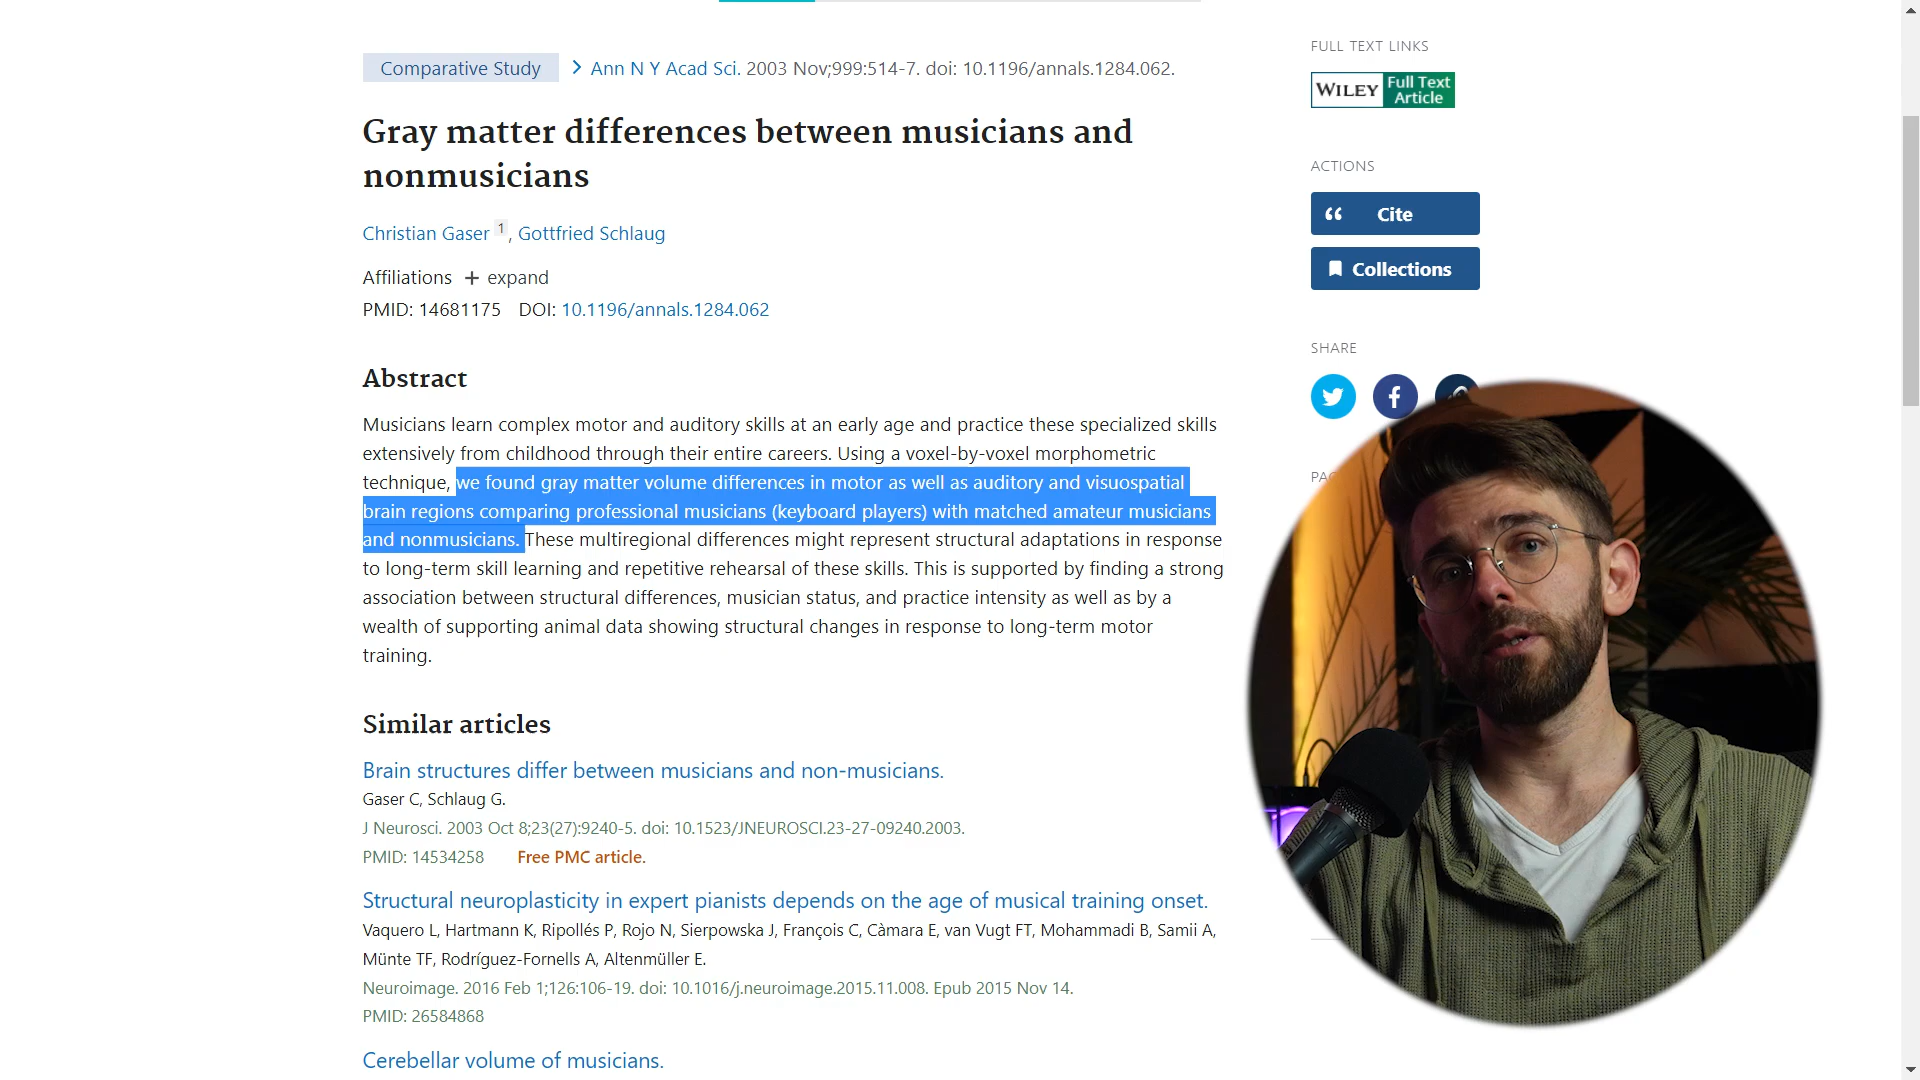 Comparative Study > Ann N Y Acad Sci. 2003 Nov;999:514-7. doi: 10.1196/annals.1284.062.
Gray matter differences between musicians and
nonmusicians
Christian Gaser 1, Gottfried Schlaug
Affiliations + expand
PMID: 14681175 DOI: 10.1196/annals.1284.062
Abstract
Musicians learn complex motor and auditory skills at an early age and practice these specialized skills
extensively from childhood through their entire careers. Using a voxel-by-voxel morphometric
technique, we found gray matter volume differences in motor as well as auditory and visuospatial
brain regions comparing professional musicians (keyboard players) with matched amateur musicians
and nonmusicians. These multiregional differences might represent structural adaptations in response
to long-term skill learning and repetitive rehearsal of these skills. This is supported by finding a strong
association between structural differences, musician status, and practice intensity as well as by a
wealth of supporting animal data showing structural changes in response to long-term motor
training.
Similar articles
Brain structures differ between musicians and non-musicians.
Gaser C, Schlaug G.
J Neurosci. 2003 Oct 8;23(27):9240-5. doi: 10.1523/JNEUROSCI.23-27-09240.2003.
PMID: 14534258 Free PMC article.
Structural neuroplasticity in expert pianists depends on the age of musical training onset.
Vaquero L, Hartmann K, Ripollés P, Rojo N, Sierpowska J, François C, Càmara E, van Vugt FT, Mohammadi B, Samii A,
Münte TF, Rodríguez-Fornells A, Altenmüller E.
Neuroimage. 2016 Feb 1;126:106-19. doi: 10.1016/j.neuroimage.2015.11.008. Epub 2015 Nov 14.
PMID: 26584868
Cerebellar volume of musicians.
FULL TEXT LINKS
WILEY Full Text
Article
ACTIONS
Cite
Collections
SHARE